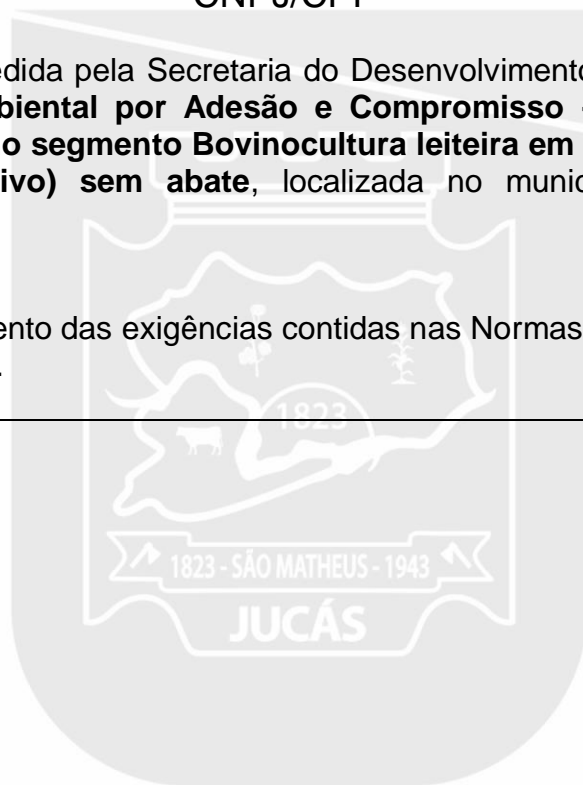 CNPJ/CPF
edida pela Secretaria do Desenvolvimento
biental por Adesão e Compromisso -
o segmento Bovinocultura leiteira em
ivo) sem abate, localizada no munic
ento das exigências contidas nas Normas
.
1823
1823 - SÃO MATHEUS - 1943
JUCÁS